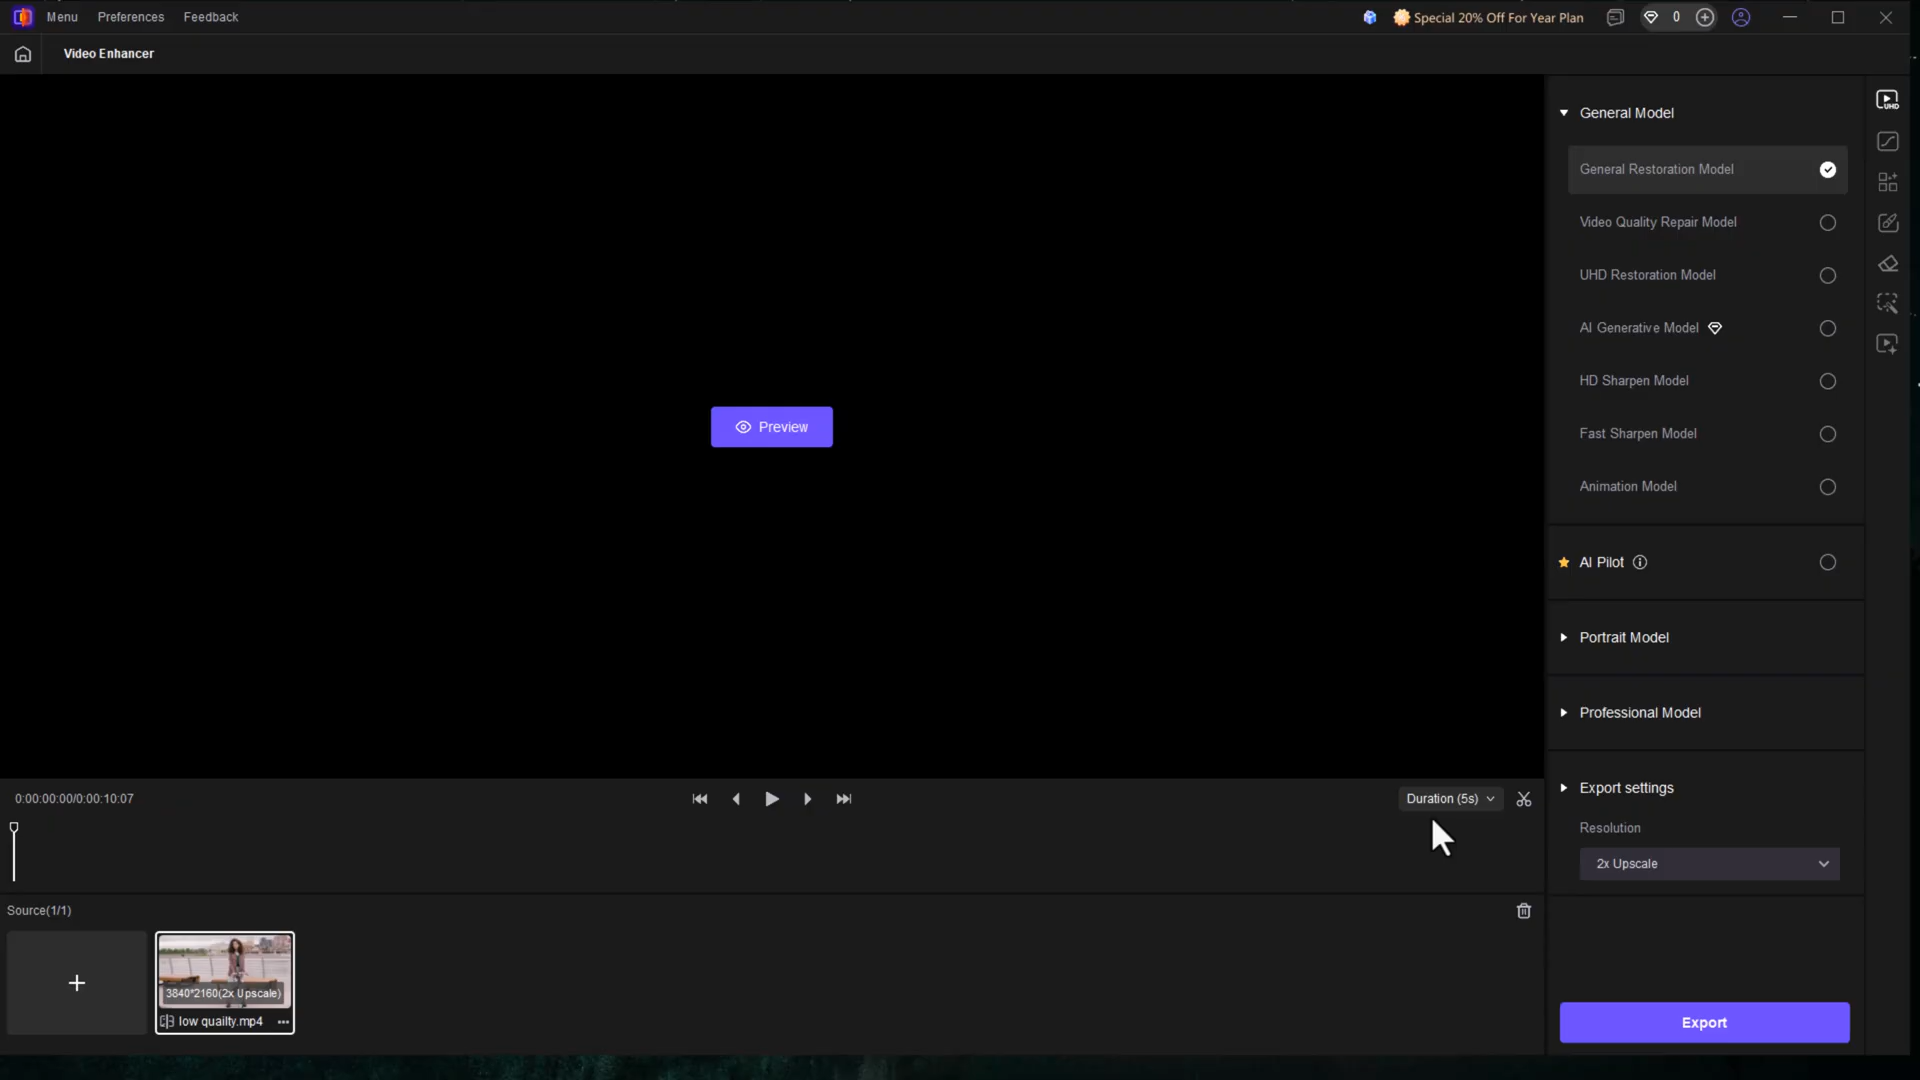 Menu Preferences Feedback
Special 20% Off For Year Plan 0
Video Enhancer
General Model
General Restoration Model
Video Quality Repair Model
UHD
UHD Restoration Model
AI Generative Model
HD Sharpen Model
Fast Sharpen Model
Animation Model
Preview
AI Pilot
Portrait Model
Professional Model
0:00:00:00/0:00:10:07
Duration (5s)
Export settings
Resolution
2x Upscale
Source(1/1)
3840*2160(2x Upscale)
low quailty.mp4
Export